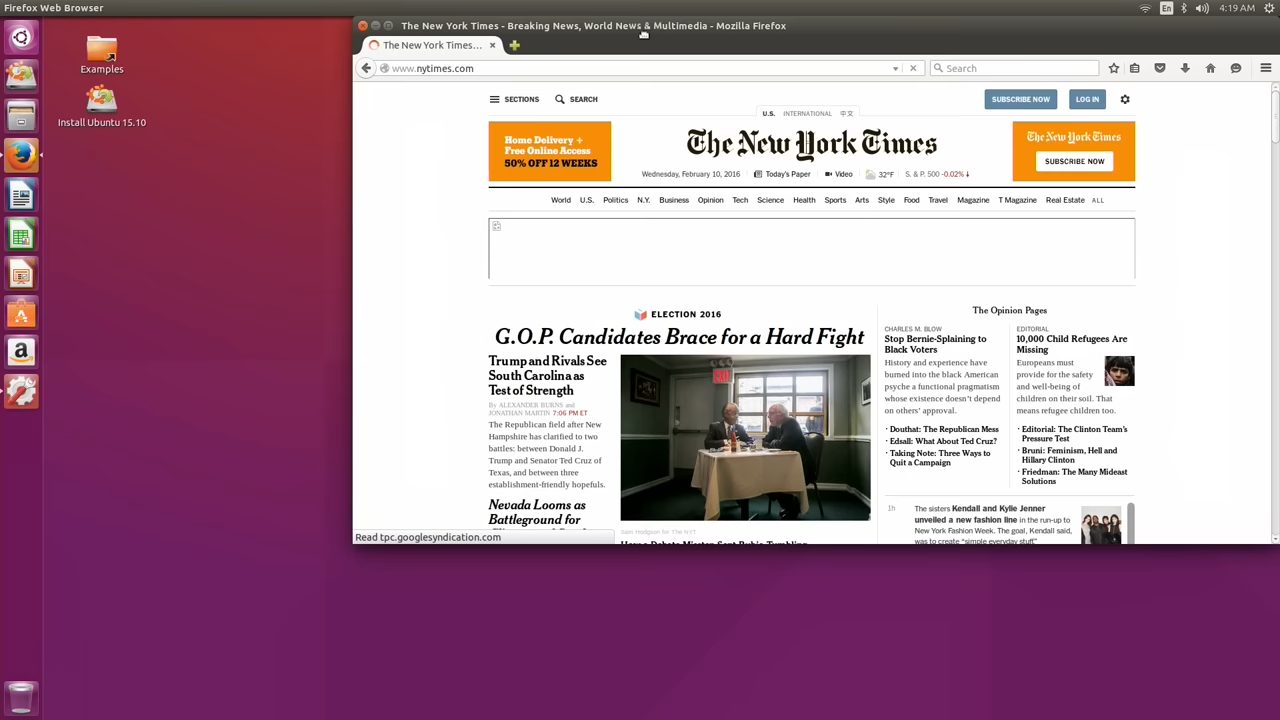 Firefox Web Browser
En
4:19 AM
Examples
Install Ubuntu 15.10
The New York Times - Breaking News, World News & Multimedia - Mozilla Firefox
The New York Times...
www.nytimes.com
Search
SECTIONS
SEARCH
SUBSCRIBE NOW
LOG IN
U.S. INTERNATIONAL 中文
Home Delivery +
Free Online Access
50% OFF 12 WEEKS
The New York Times
The New York Times
SUBSCRIBE NOW
Wednesday, February 10, 2016
Today's Paper
Video
32°F
S. & P. 500 -0.02%
World U.S. Politics N.Y. Business Opinion Tech Science Health Sports Arts Style Food Travel Magazine T Magazine Real Estate ALL
ELECTION 2016
G.O.P. Candidates Brace for a Hard Fight
Trump and Rivals See
South Carolina as
Test of Strength
By ALEXANDER BURNS and
JONATHAN MARTIN 7:06 PM ET
The Republican field after New
Hampshire has clarified to two
battles: between Donald J.
Trump and Senator Ted Cruz of
Texas, and between three
establishment-friendly hopefuls.
Nevada Looms as
Battleground for
Read tpc.googlesyndication.com
The Opinion Pages
CHARLES M. BLOW
Stop Bernie-Splaining to
Black Voters
History and experience have
burned into the black American
psyche a functional pragmatism
whose existence doesn't depend
on others' approval.
· Douthat: The Republican Mess
· Edsall: What About Ted Cruz?
· Taking Note: Three Ways to
Quit a Campaign
EDITORIAL
10,000 Child Refugees Are
Missing
Europeans must
provide for the safety
and well-being of
children on their soil. That
means refugee children too.
· Editorial: The Clinton Team's
Pressure Test
· Bruni: Feminism, Hell and
Hillary Clinton
· Friedman: The Many Mideast
Solutions
1h
The sisters Kendall and Kylie Jenner
unveiled a new fashion line in the run-up to
New York Fashion Week. The goal, Kendall said,
was to create "simple everyday stuff."